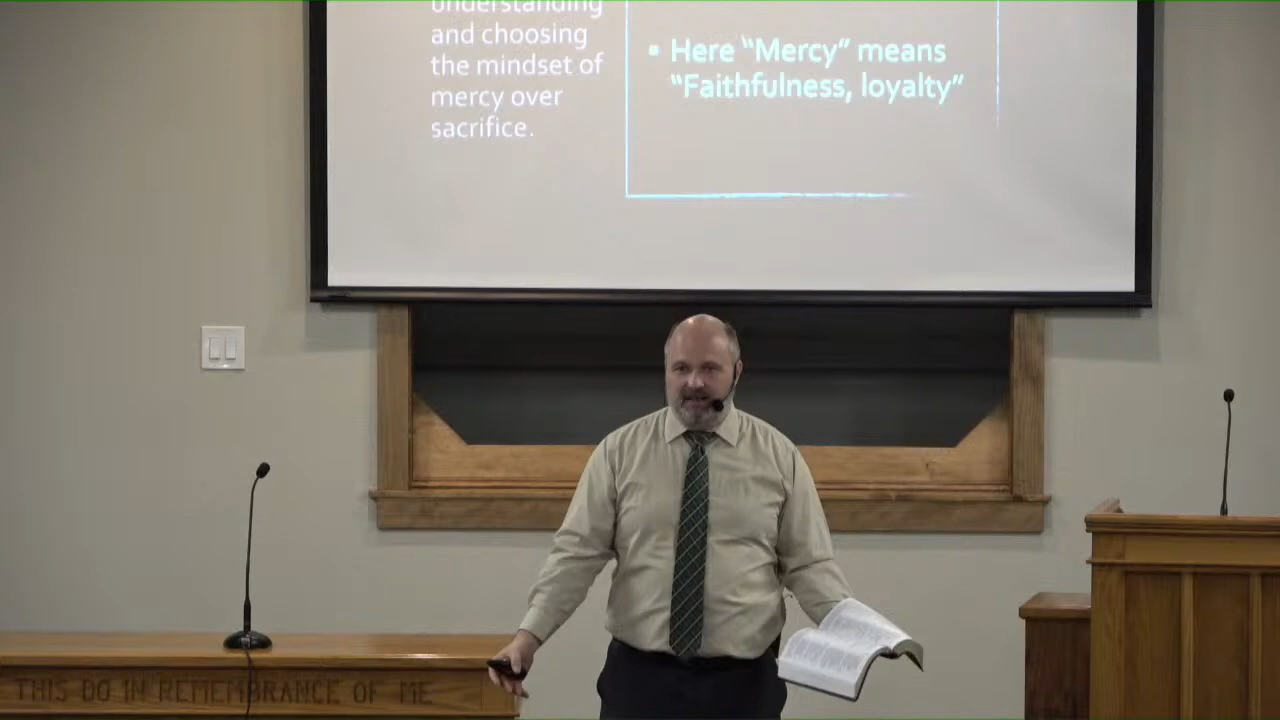 understanding
and choosing
the mindset of
mercy over
sacrifice.
▪ Here “Mercy” means
“Faithfulness, loyalty”
THIS DO IN REMEMBRANCE OF ME